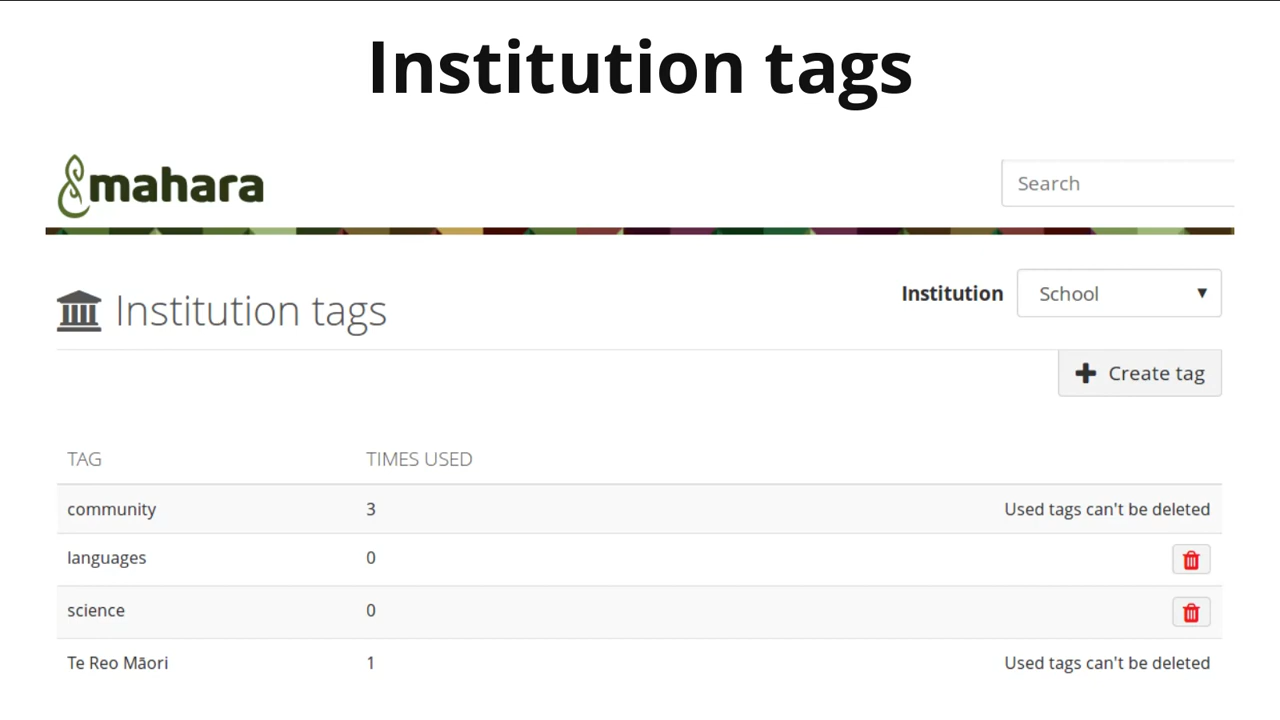 Institution tags
mahara
Search
Institution tags
Institution
School
Create tag
TAG TIMES USED
community 3 Used tags can't be deleted
languages 0
science 0
Te Reo Māori 1 Used tags can't be deleted